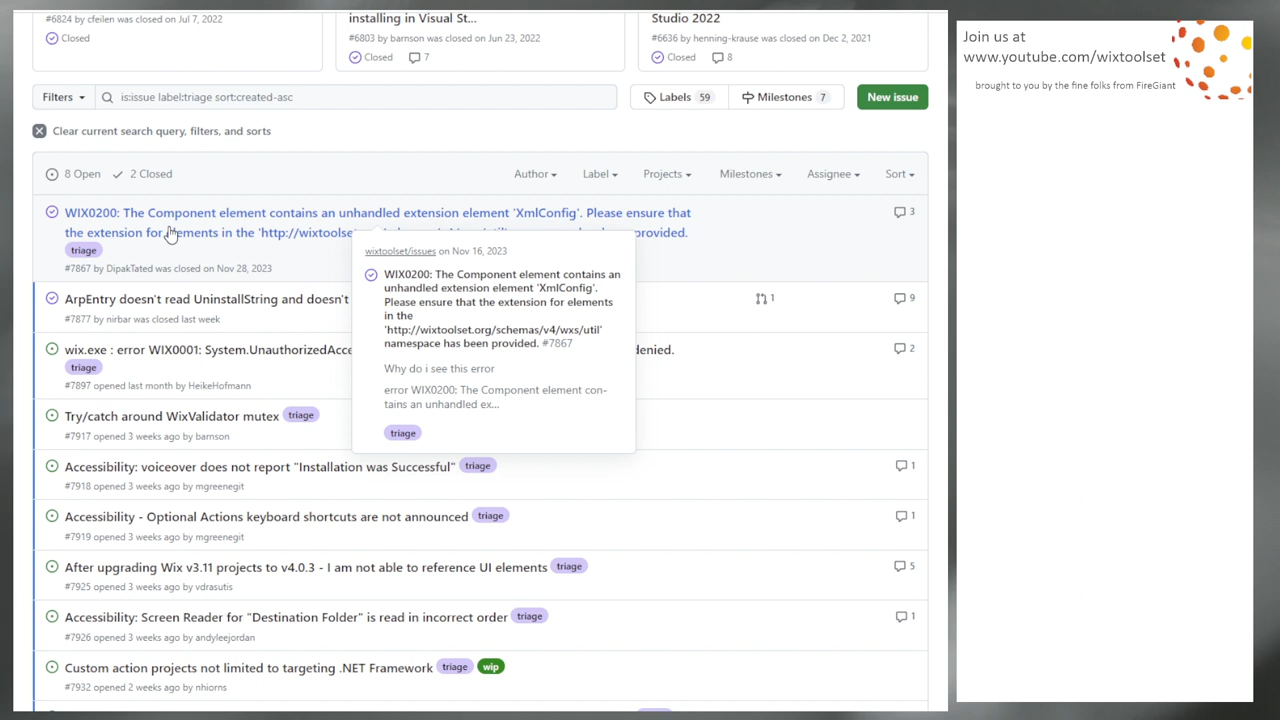 #6824 by cfeilen was closed on Jul 7, 2022
Closed
installing in Visual St...
#6803 by barnson was closed on Jun 23, 2022
Closed 7
Studio 2022
#6636 by henning-krause was closed on Dec 2, 2021
Closed 8
Join us at
www.youtube.com/wixtoolset
brought to you by the fine folks from FireGiant
Filters is:issue label:triage sort:created-asc Labels 59 Milestones 7 New issue
Clear current search query, filters, and sorts
8 Open 2 Closed Author Label Projects Milestones Assignee Sort
WIX0200: The Component element contains an unhandled extension element 'XmlConfig'. Please ensure that 3
the extension for elements in the 'http://wixtoolset provided.
triage
#7867 by DipakTated was closed on Nov 28, 2023
wixtoolset/issues on Nov 16, 2023
WIX0200: The Component element contains an
unhandled extension element 'XmlConfig'.
Please ensure that the extension for elements
in the
'http://wixtoolset.org/schemas/v4/wxs/util'
namespace has been provided. #7867
Why do i see this error
error WIX0200: The Component element con-
tains an unhandled ex...
triage
ArpEntry doesn't read UninstallString and doesn't 1 9
#7877 by nirbar was closed last week
wix.exe : error WIX0001: System.UnauthorizedAcce denied. 2
triage
#7897 opened last month by HeikeHofmann
Try/catch around WixValidator mutex triage
#7917 opened 3 weeks ago by barnson
Accessibility: voiceover does not report "Installation was Successful" triage 1
#7918 opened 3 weeks ago by mgreenegit
Accessibility - Optional Actions keyboard shortcuts are not announced triage 1
#7919 opened 3 weeks ago by mgreenegit
After upgrading Wix v3.11 projects to v4.0.3 - I am not able to reference UI elements triage 5
#7925 opened 3 weeks ago by vdrasutis
Accessibility: Screen Reader for "Destination Folder" is read in incorrect order triage 1
#7926 opened 3 weeks ago by andyleejordan
Custom action projects not limited to targeting .NET Framework triage wip
#7932 opened 2 weeks ago by nhiorns